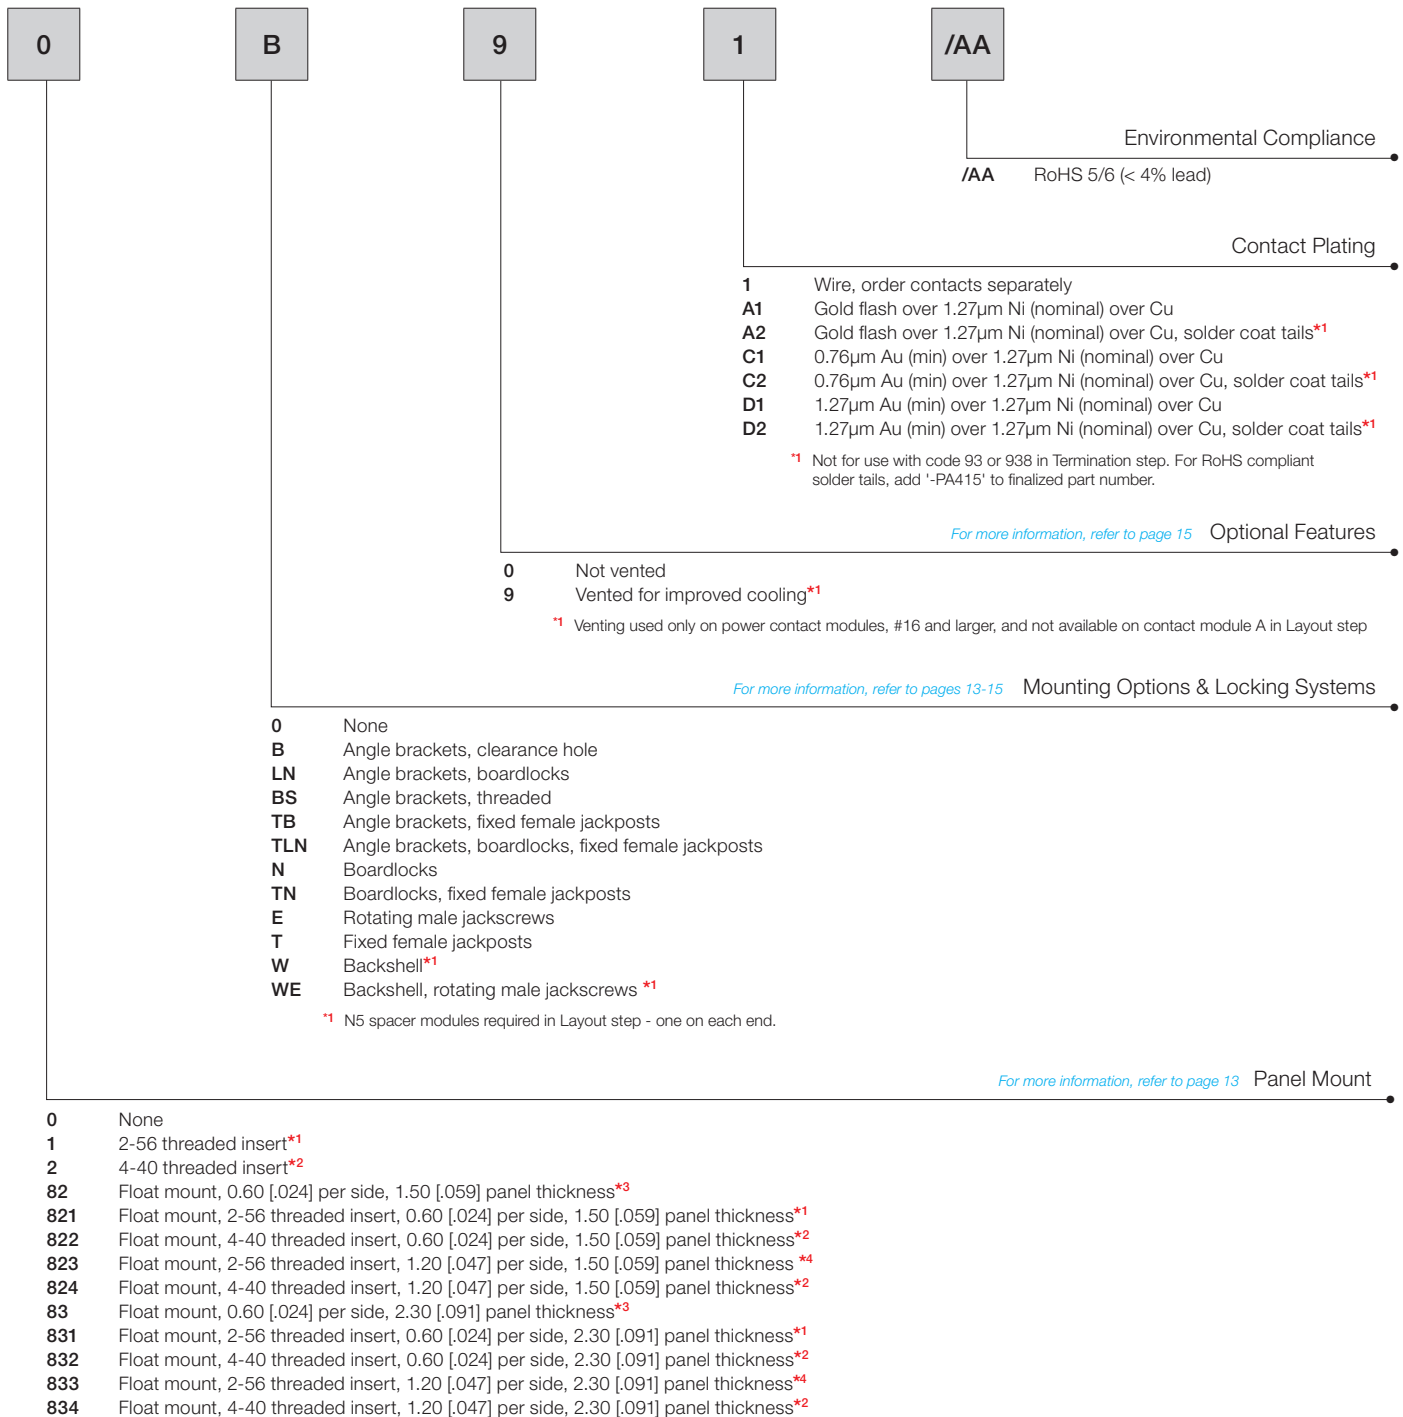 0 B 9 1 /AA
Environmental Compliance
/AA RoHS 5/6 (< 4% lead)
Contact Plating
1 Wire, order contacts separately
A1 Gold flash over 1.27µm Ni (nominal) over Cu
A2 Gold flash over 1.27µm Ni (nominal) over Cu, solder coat tails*1
C1 0.76µm Au (min) over 1.27µm Ni (nominal) over Cu
C2 0.76µm Au (min) over 1.27µm Ni (nominal) over Cu, solder coat tails*1
D1 1.27µm Au (min) over 1.27µm Ni (nominal) over Cu
D2 1.27µm Au (min) over 1.27µm Ni (nominal) over Cu, solder coat tails*1
*1 Not for use with code 93 or 938 in Termination step. For RoHS compliant
solder tails, add '-PA415' to finalized part number.
For more information, refer to page 15 Optional Features
0 Not vented
9 Vented for improved cooling*1
*1 Venting used only on power contact modules, #16 and larger, and not available on contact module A in Layout step
For more information, refer to pages 13-15 Mounting Options & Locking Systems
0 None
B Angle brackets, clearance hole
LN Angle brackets, boardlocks
BS Angle brackets, threaded
TB Angle brackets, fixed female jackposts
TLN Angle brackets, boardlocks, fixed female jackposts
N Boardlocks
TN Boardlocks, fixed female jackposts
E Rotating male jackscrews
T Fixed female jackposts
W Backshell*1
WE Backshell, rotating male jackscrews *1
*1 N5 spacer modules required in Layout step - one on each end.
For more information, refer to page 13 Panel Mount
0 None
1 2-56 threaded insert*1
2 4-40 threaded insert*2
82 Float mount, 0.60 [.024] per side, 1.50 [.059] panel thickness*3
821 Float mount, 2-56 threaded insert, 0.60 [.024] per side, 1.50 [.059] panel thickness*1
822 Float mount, 4-40 threaded insert, 0.60 [.024] per side, 1.50 [.059] panel thickness*2
823 Float mount, 2-56 threaded insert, 1.20 [.047] per side, 1.50 [.059] panel thickness *4
824 Float mount, 4-40 threaded insert, 1.20 [.047] per side, 1.50 [.059] panel thickness*2
83 Float mount, 0.60 [.024] per side, 2.30 [.091] panel thickness*3
831 Float mount, 2-56 threaded insert, 0.60 [.024] per side, 2.30 [.091] panel thickness*1
832 Float mount, 4-40 threaded insert, 0.60 [.024] per side, 2.30 [.091] panel thickness*2
833 Float mount, 2-56 threaded insert, 1.20 [.047] per side, 2.30 [.091] panel thickness*4
834 Float mount, 4-40 threaded insert, 1.20 [.047] per side, 2.30 [.091] panel thickness*2